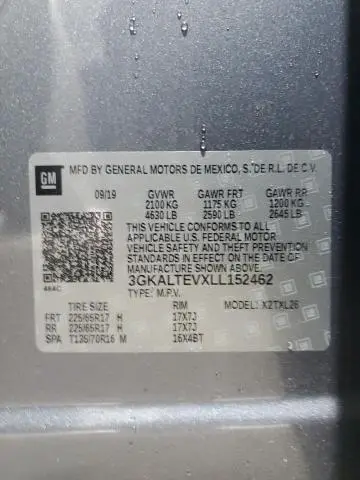 GM
MFD BY GENERAL MOTORS DE MEXICO, S. DE R.L. DE C.V.
09/19 GVWR GAWR FRT GAWR RR
2100 KG 1175 KG 1200 KG
4630 LB 2590 LB 2645 LB
THIS VEHICLE CONFORMS TO ALL
APPLICABLE U.S. FEDERAL MOTOR
VEHICLE SAFETY AND THEFT PREVENTION
STANDARDS IN EFFECT ON THE DATE OF
MANUFACTURE SHOWN ABOVE.
484C
3GKALTEVXLL152462
TYPE: M.P.V. MODEL: X2TXL26
TIRE SIZE RIM
FRT 225/65R17 H 17X7J
RR 225/65R17 H 17X7J
SPA T135/70R16 M 16X4BT